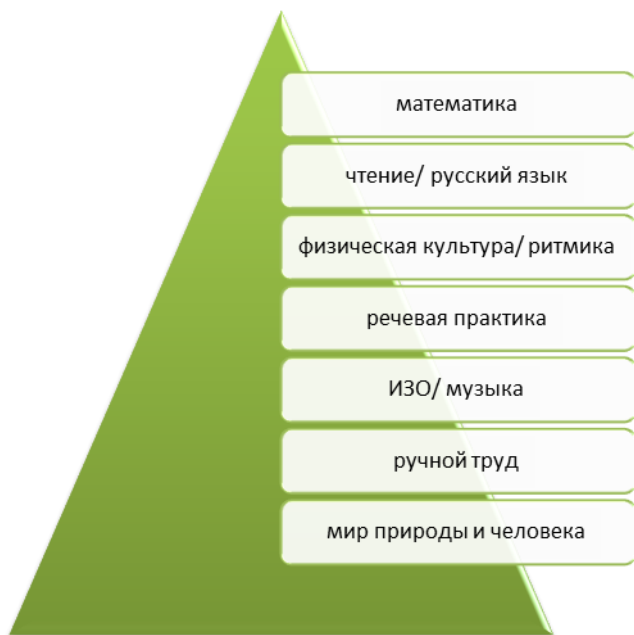 математика
чтение/ русский язык
физическая культура/ ритмика
речевая практика
ИЗО/ музыка
ручной труд
мир природы и человека